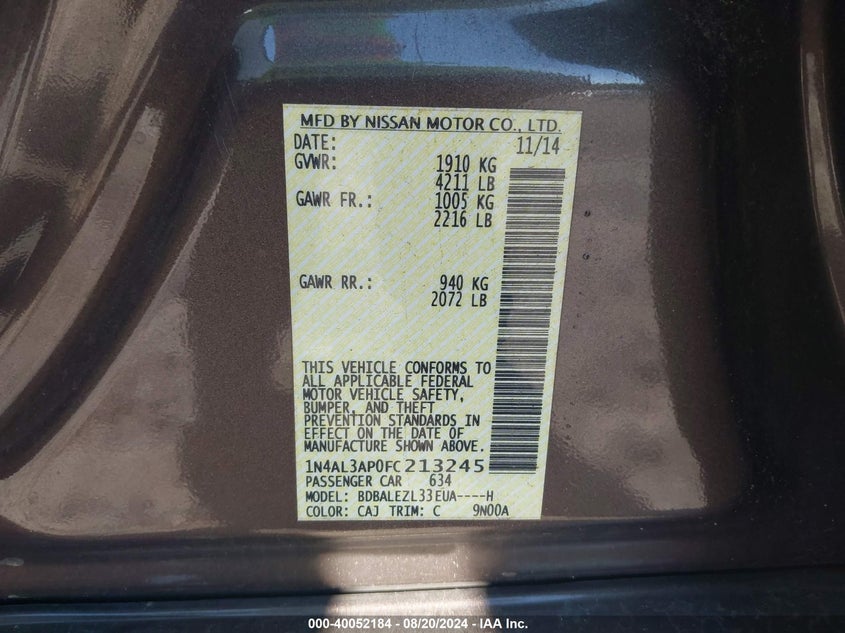 MFD BY NISSAN MOTOR CO., LTD.
DATE: 11/14
GVWR: 1910 KG
4211 LB
GAWR FR.: 1005 KG
2216 LB
GAWR RR.: 940 KG
2072 LB
THIS VEHICLE CONFORMS TO
ALL APPLICABLE FEDERAL
MOTOR VEHICLE SAFETY,
BUMPER, AND THEFT
PREVENTION STANDARDS IN
EFFECT ON THE DATE OF
MANUFACTURE SHOWN ABOVE.
1N4AL3AP0FC213245
PASSENGER CAR 634
MODEL: BDBALEZL33EUA----H
COLOR: CAJ TRIM: C 9N00A
000-40052184 - 08/20/2024 - IAA Inc.